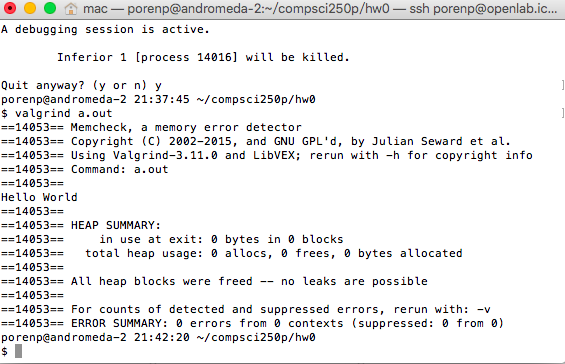 mac — porenp@andromeda-2:~/compsci250p/hw0 — ssh porenp@openlab.ic...
A debugging session is active.
Inferior 1 [process 14016] will be killed.
Quit anyway? (y or n) y
porenp@andromeda-2 21:37:45 ~/compsci250p/hw0
$ valgrind a.out
==14053== Memcheck, a memory error detector
==14053== Copyright (C) 2002-2015, and GNU GPL'd, by Julian Seward et al.
==14053== Using Valgrind-3.11.0 and LibVEX; rerun with -h for copyright info
==14053== Command: a.out
==14053==
Hello World
==14053==
==14053== HEAP SUMMARY:
==14053==     in use at exit: 0 bytes in 0 blocks
==14053==   total heap usage: 0 allocs, 0 frees, 0 bytes allocated
==14053==
==14053== All heap blocks were freed -- no leaks are possible
==14053==
==14053== For counts of detected and suppressed errors, rerun with: -v
==14053== ERROR SUMMARY: 0 errors from 0 contexts (suppressed: 0 from 0)
porenp@andromeda-2 21:42:20 ~/compsci250p/hw0
$